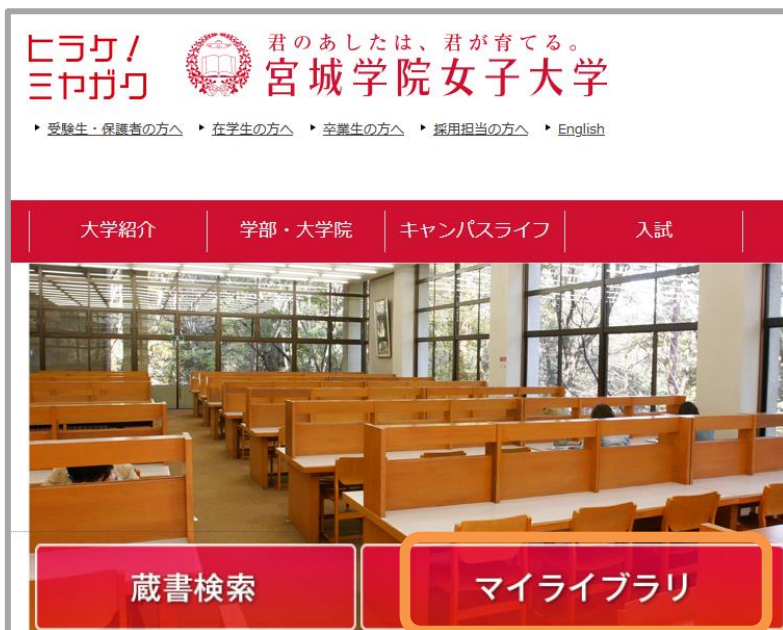 ヒラケ!
ミヤガク
君のあしたは、君が育てる。
宮城学院女子大学
受験生・保護者の方へ 在学生の方へ 卒業生の方へ 採用担当の方へ English
大学紹介 学部・大学院 キャンパスライフ 入試
蔵書検索 マイライブラリ